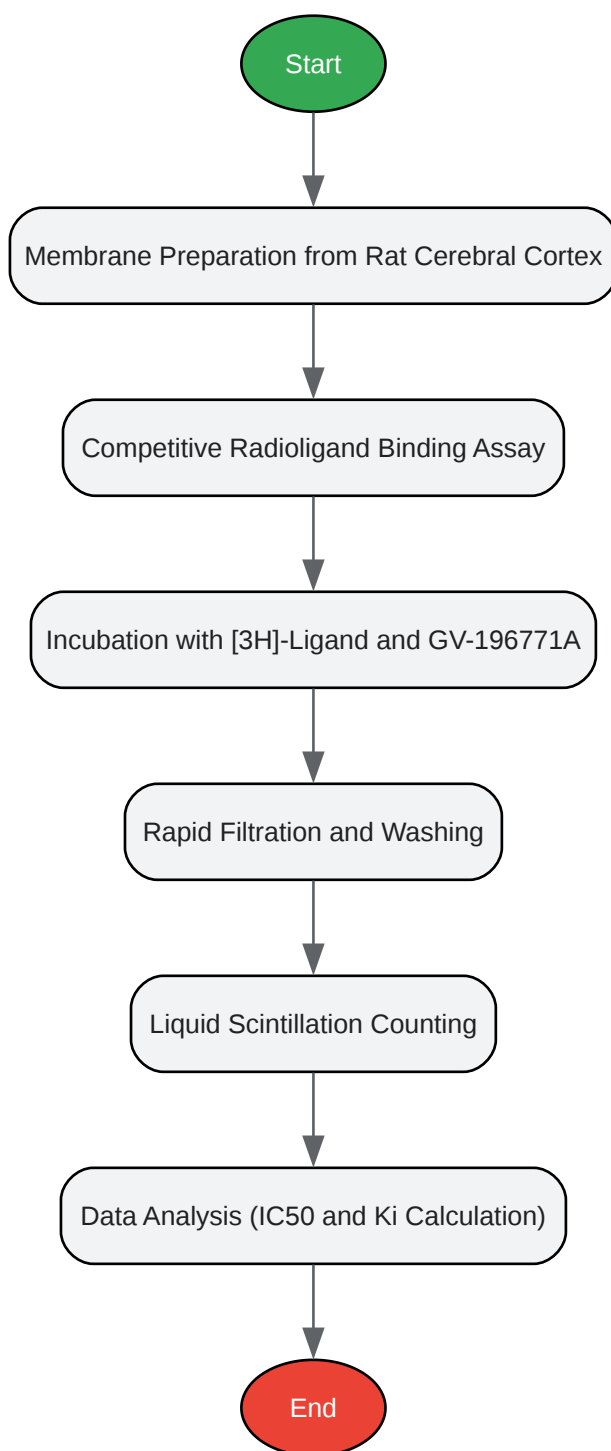 Start
Membrane Preparation from Rat Cerebral Cortex
Competitive Radioligand Binding Assay
Incubation with [3H]-Ligand and GV-196771A
Rapid Filtration and Washing
Liquid Scintillation Counting
Data Analysis (IC50 and Ki Calculation)
End